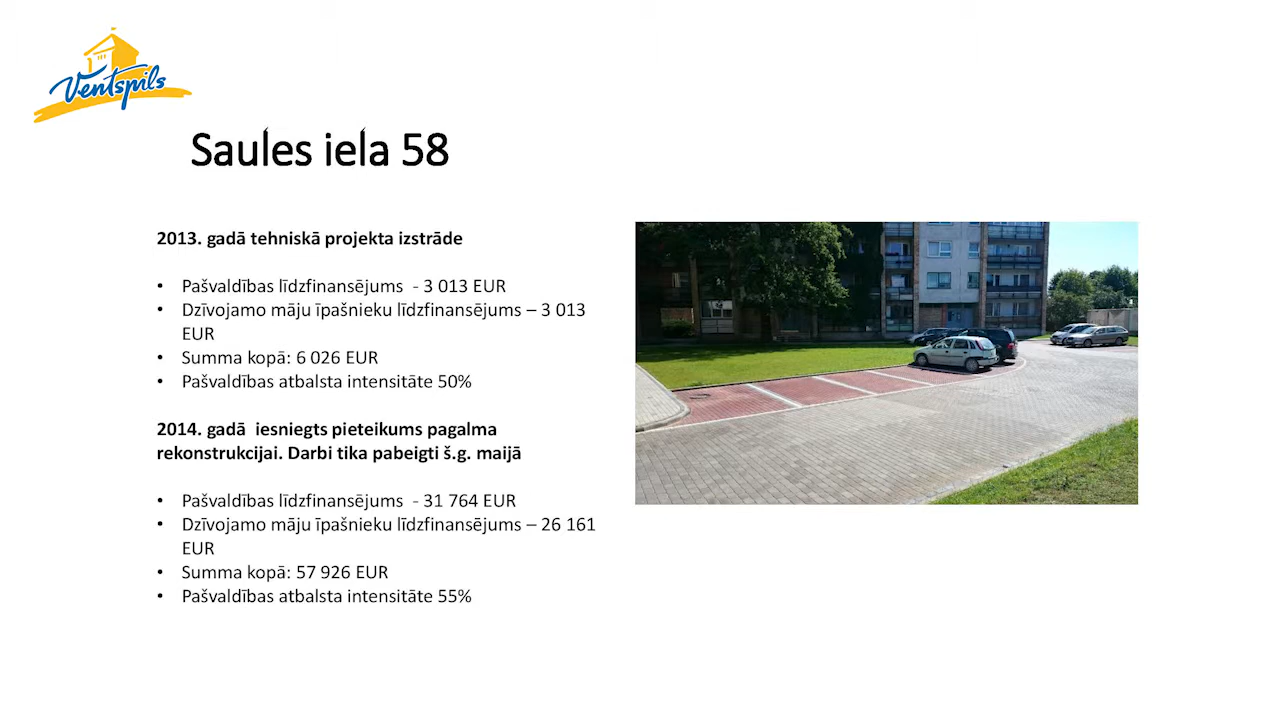 Ventspils
Saules iela 58
2013. gadā tehniskā projekta izstrāde
• Pašvaldības līdzfinansējums - 3 013 EUR
• Dzīvojamo māju īpašnieku līdzfinansējums – 3 013
EUR
• Summa kopā: 6 026 EUR
• Pašvaldības atbalsta intensitāte 50%
2014. gadā iesniegts pieteikums pagalma
rekonstrukcijai. Darbi tika pabeigti š.g. maijā
• Pašvaldības līdzfinansējums - 31 764 EUR
• Dzīvojamo māju īpašnieku līdzfinansējums – 26 161
EUR
• Summa kopā: 57 926 EUR
• Pašvaldības atbalsta intensitāte 55%